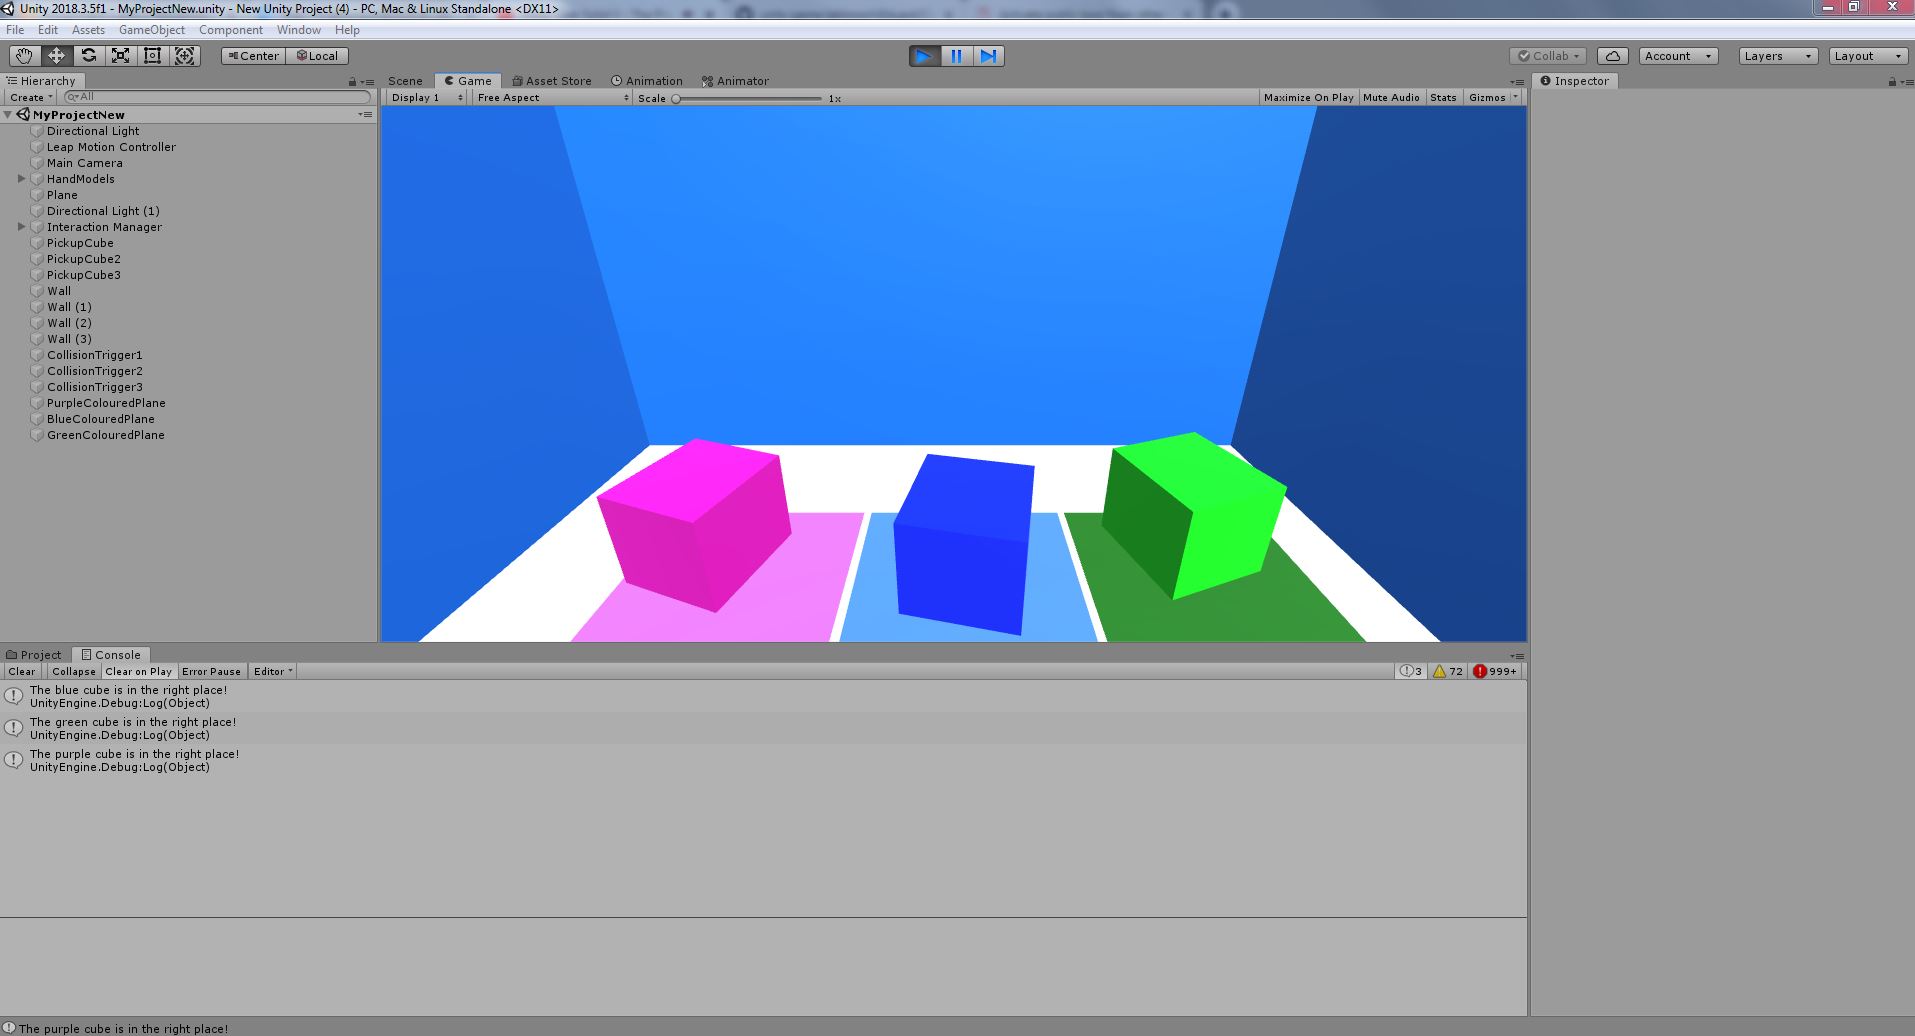 Unity 2018.3.5f1 - MyProjectNew.unity - New Unity Project (4) - PC, Mac & Linux Standalone <DX11>
File Edit Assets GameObject Component Window Help
Center Local Collab Account Layers Layout
Hierarchy
Create All
MyProjectNew
Directional Light
Leap Motion Controller
Main Camera
HandModels
Plane
Directional Light (1)
Interaction Manager
PickupCube
PickupCube2
PickupCube3
Wall
Wall (1)
Wall (2)
Wall (3)
CollisionTrigger1
CollisionTrigger2
CollisionTrigger3
PurpleColouredPlane
BlueColouredPlane
GreenColouredPlane
Scene Game Asset Store Animation Animator
Display 1 Free Aspect Scale 1x Maximize On Play Mute Audio Stats Gizmos
Inspector
Project Console
Clear Collapse Clear on Play Error Pause Editor 3 72 999+
The blue cube is in the right place!
UnityEngine.Debug:Log(Object)
The green cube is in the right place!
UnityEngine.Debug:Log(Object)
The purple cube is in the right place!
UnityEngine.Debug:Log(Object)
The purple cube is in the right place!